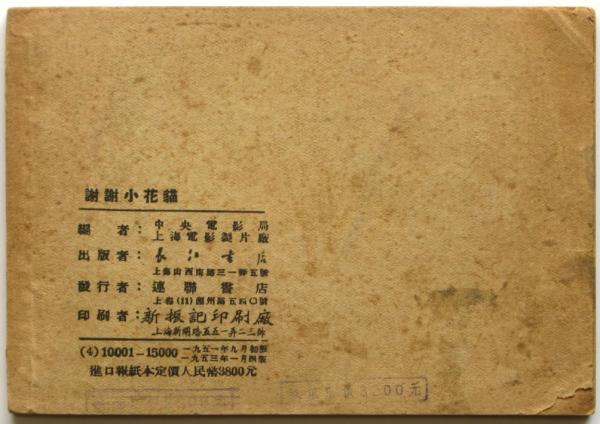 謝謝小花貓
編者：中央電影局
上海電影製片廠
出版者：長江書店
上海山西南路三一弄五號
發行者：連聯書店
上海(11)福州路五四〇號
印刷者：新振記印刷廠
上海新閘路五五一弄二三號
(4) 10001－15000 一九五一年九月初版
一九五三年一月四版
進口報紙本定價人民幣3800元
00元